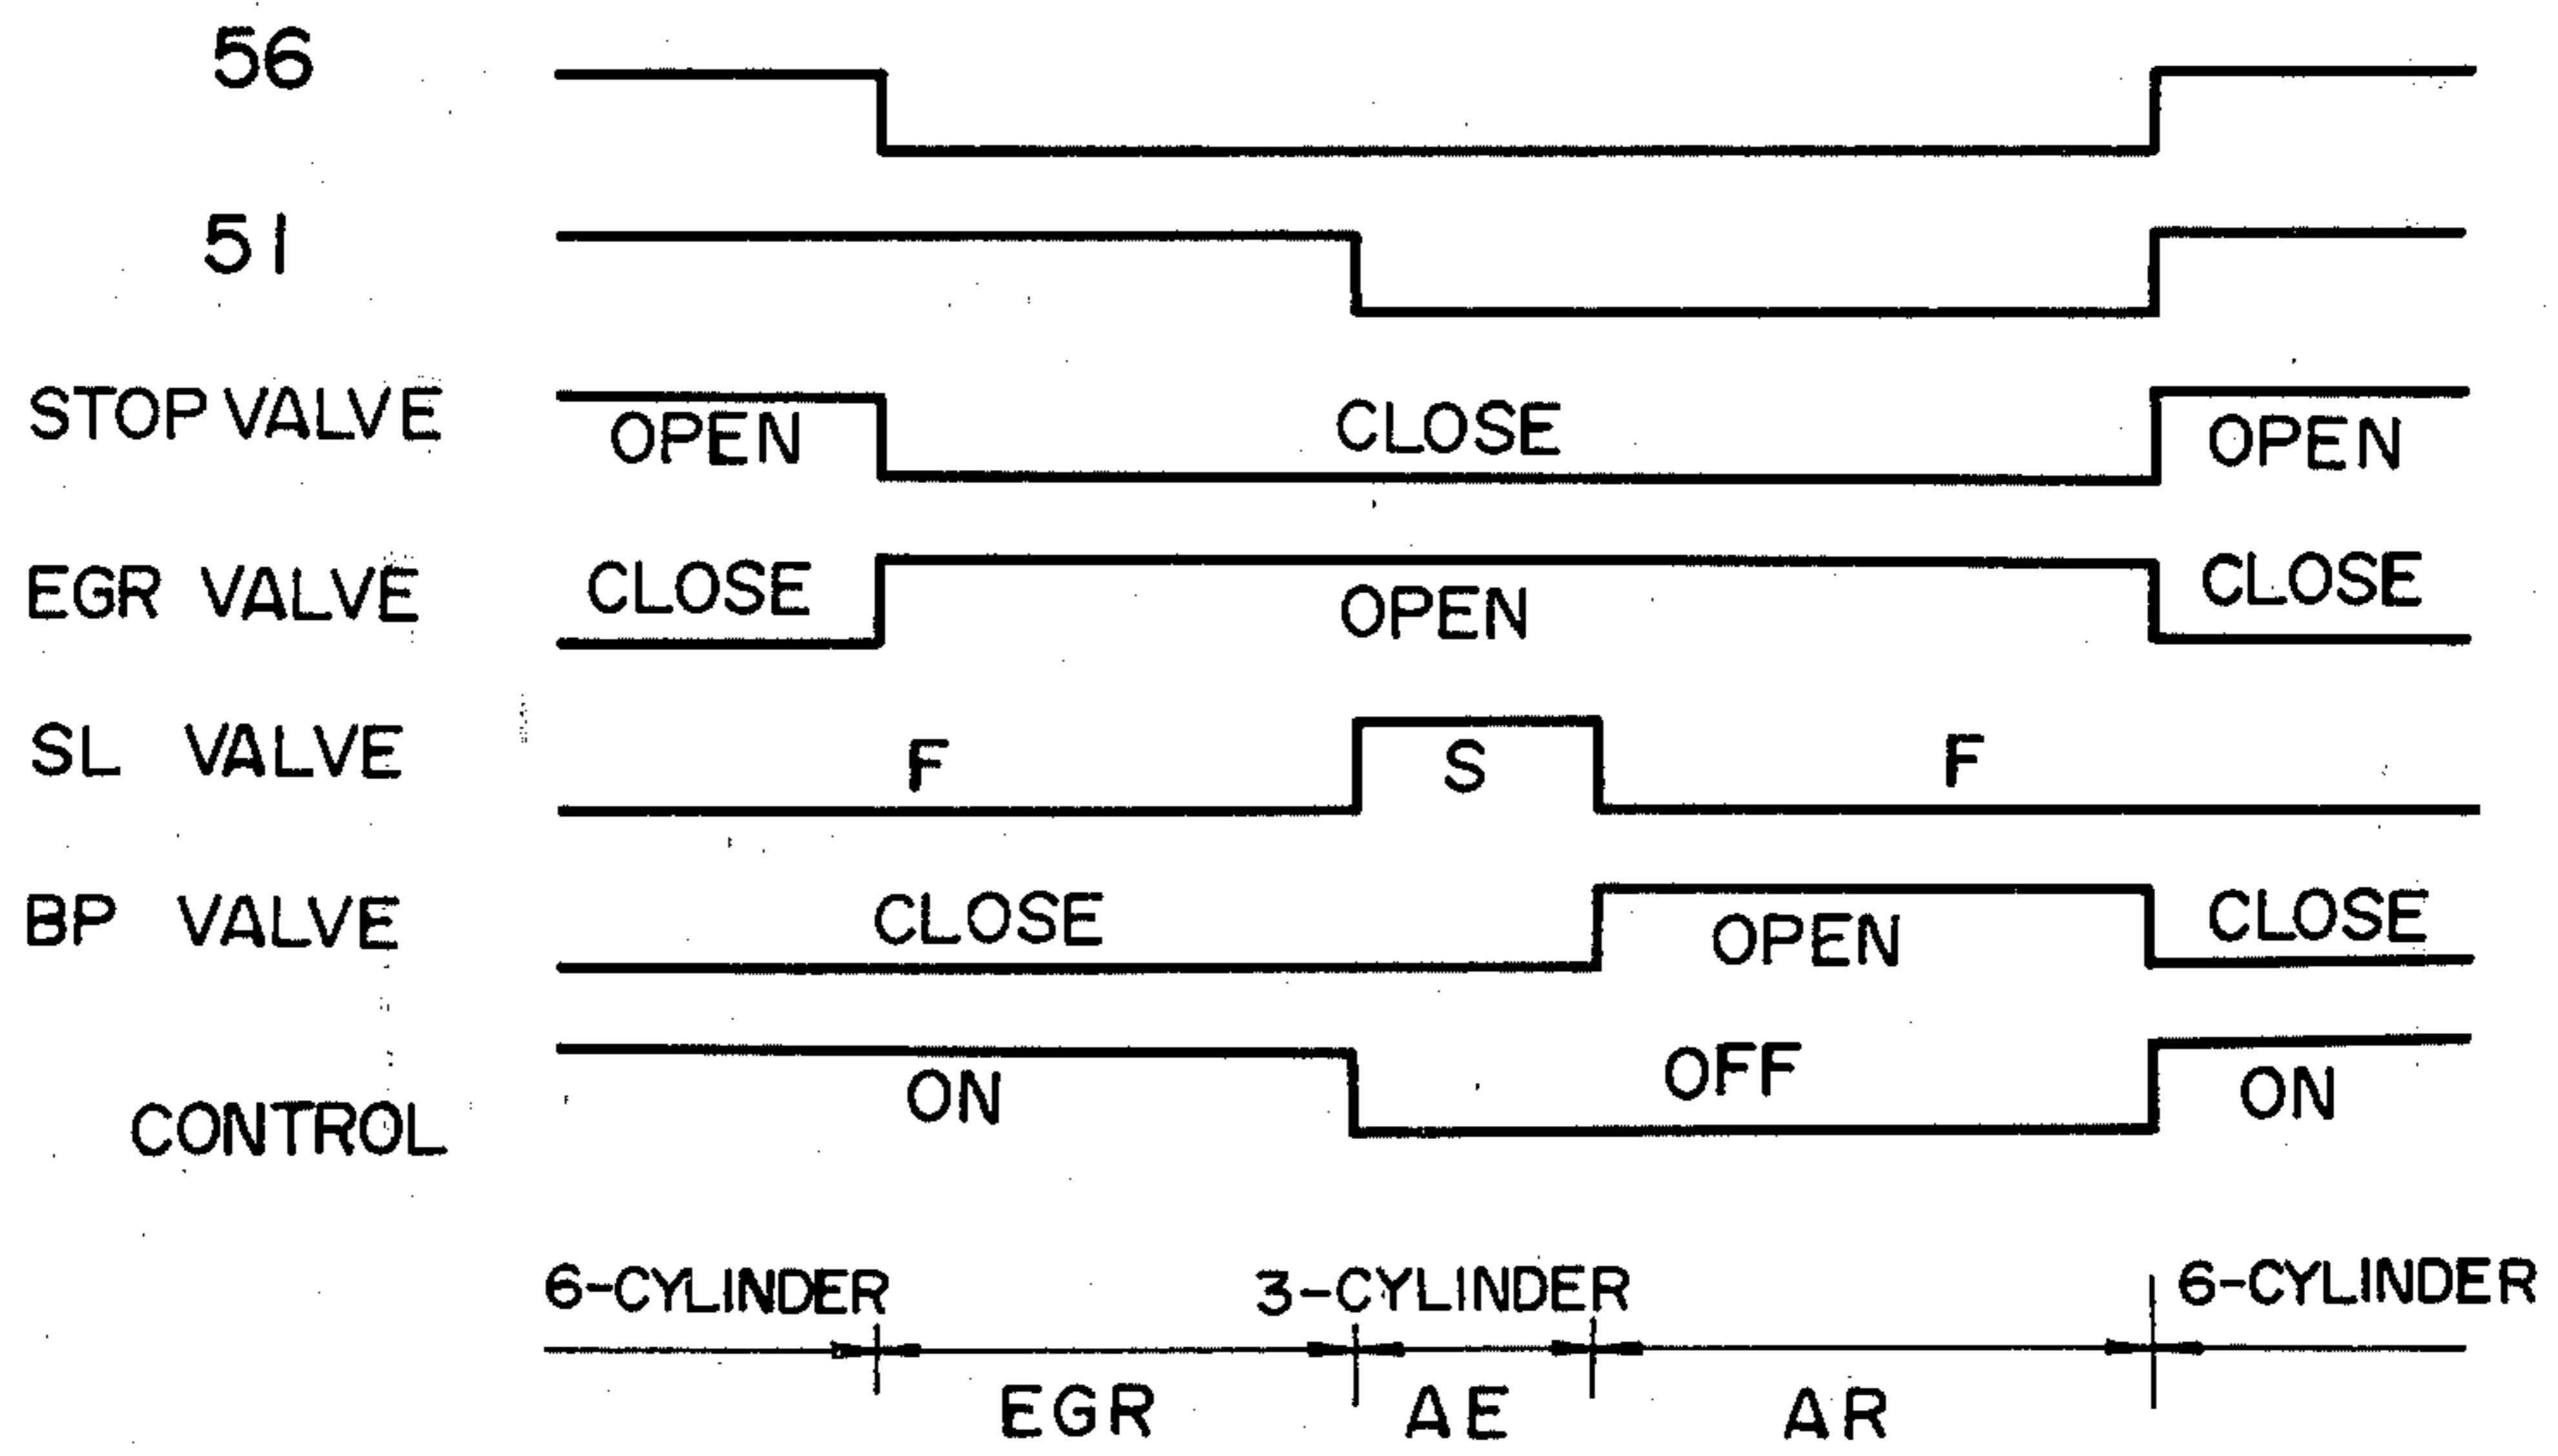 56
51
STOP VALVE OPEN CLOSE OPEN
EGR VALVE CLOSE OPEN CLOSE
SL VALVE F S F
BP VALVE CLOSE OPEN CLOSE
CONTROL ON OFF ON
6-CYLINDER 3-CYLINDER 6-CYLINDER
EGR AE AR